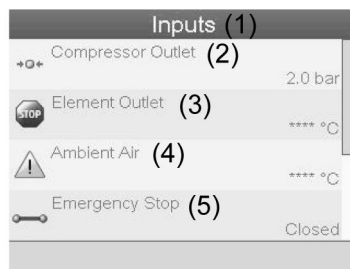 Inputs (1)
Compressor Outlet (2)
2.0 bar
STOP
Element Outlet (3)
**** °C
Ambient Air (4)
**** °C
Emergency Stop (5)
Closed